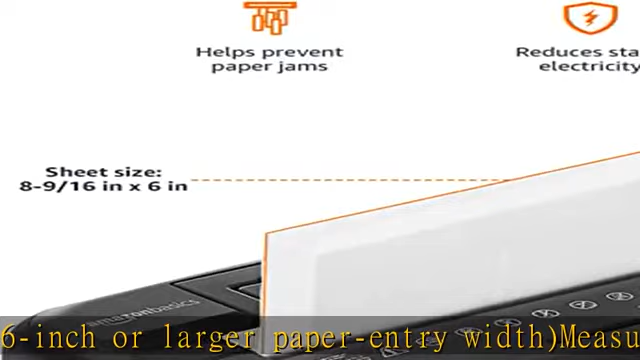 Helps prevent
paper jams
Reduces sta
electricity
Sheet size:
8-9/16 in x 6 in
amazonbasics
6-inch or larger paper-entry width)Measu